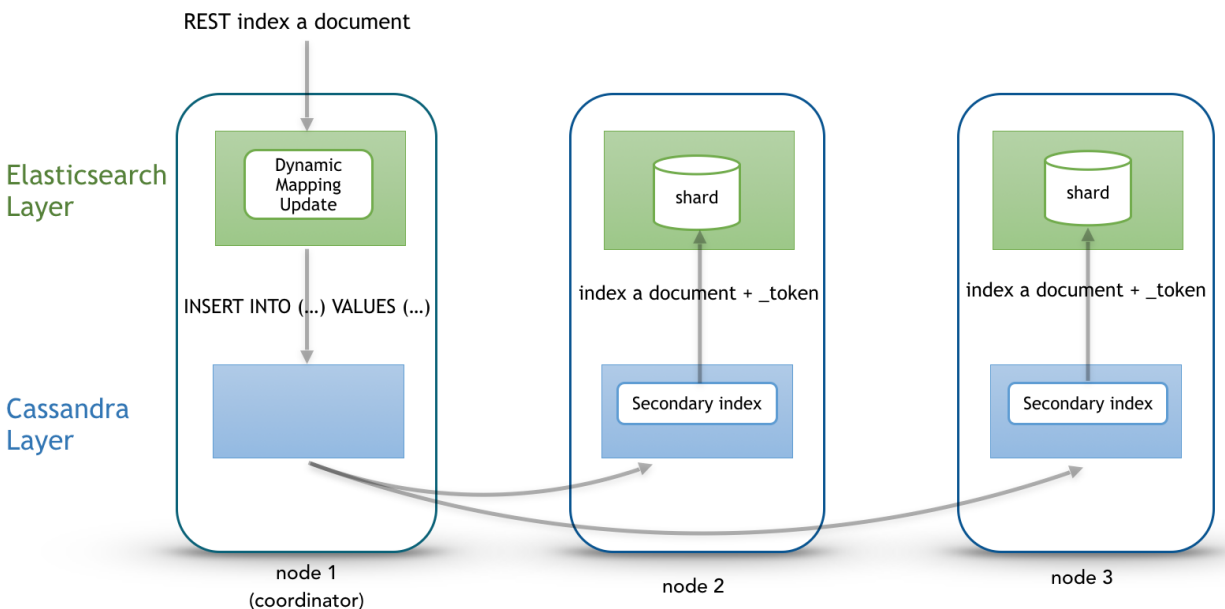 REST index a document
Elasticsearch
Layer
Dynamic
Mapping
Update
shard
shard
INSERT INTO (…) VALUES (…)
index a document + _token
index a document + _token
Cassandra
Layer
Secondary index
Secondary index
node 1
(coordinator)
node 2
node 3